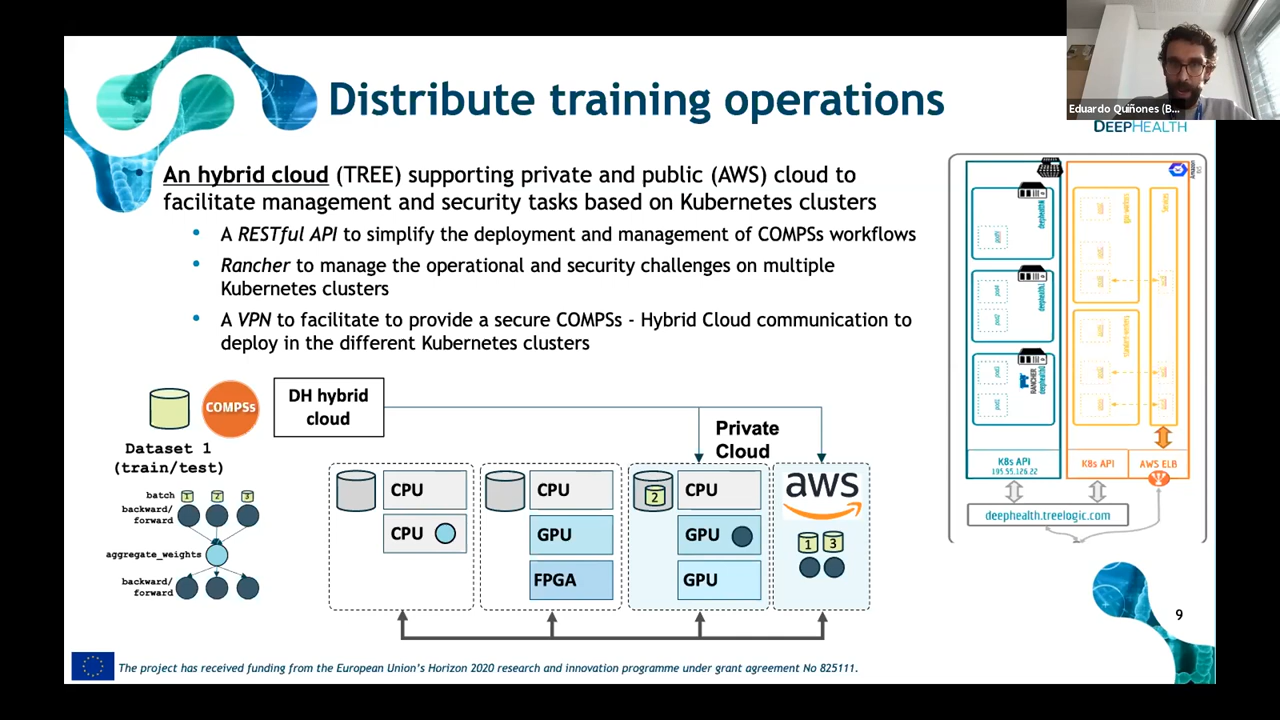 Distribute training operations
Eduardo Quiñones (B...
DEEPHEALTH
An hybrid cloud (TREE) supporting private and public (AWS) cloud to
facilitate management and security tasks based on Kubernetes clusters
• A RESTful API to simplify the deployment and management of COMPSs workflows
• Rancher to manage the operational and security challenges on multiple
Kubernetes clusters
• A VPN to facilitate to provide a secure COMPSs - Hybrid Cloud communication to
deploy in the different Kubernetes clusters
COMPSs
DH hybrid
cloud
Private
Cloud
Dataset 1
(train/test)
batch
1 2 3
backward/
forward
aggregate_weights
backward/
forward
CPU
CPU
CPU
GPU
FPGA
2
CPU
GPU
GPU
aws
1 3
RANCHER
K8s API
K8s API
AWS ELB
deephealth.treelogic.com
9
The project has received funding from the European Union's Horizon 2020 research and innovation programme under grant agreement No 825111.